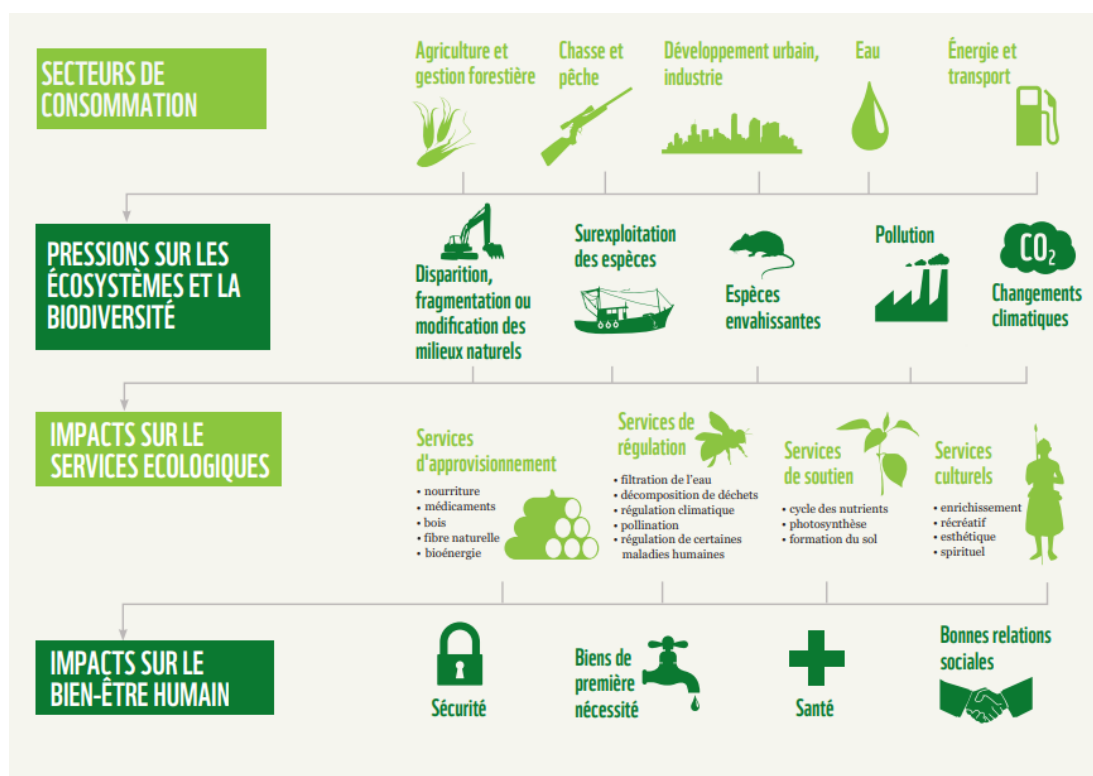 SECTEURS DE
CONSOMMATION
Agriculture et
gestion forestière
Chasse et
pêche
Développement urbain,
industrie
Eau
Énergie et
transport
PRESSIONS SUR LES
ÉCOSYSTÈMES ET LA
BIODIVERSITÉ
Disparition,
fragmentation ou
modification des
milieux naturels
Surexploitation
des espèces
Espèces
envahissantes
Pollution
CO2
Changements
climatiques
IMPACTS SUR LE
SERVICES ECOLOGIQUES
Services
d'approvisionnement
• nourriture
• médicaments
• bois
• fibre naturelle
• bioénergie
Services de
régulation
• filtration de l'eau
• décomposition de déchets
• régulation climatique
• pollination
• régulation de certaines
maladies humaines
Services
de soutien
• cycle des nutrients
• photosynthèse
• formation du sol
Services
culturels
• enrichissement
• récréatif
• esthétique
• spirituel
IMPACTS SUR LE
BIEN-ÊTRE HUMAIN
Sécurité
Biens de
première
nécessité
Santé
Bonnes relations
sociales